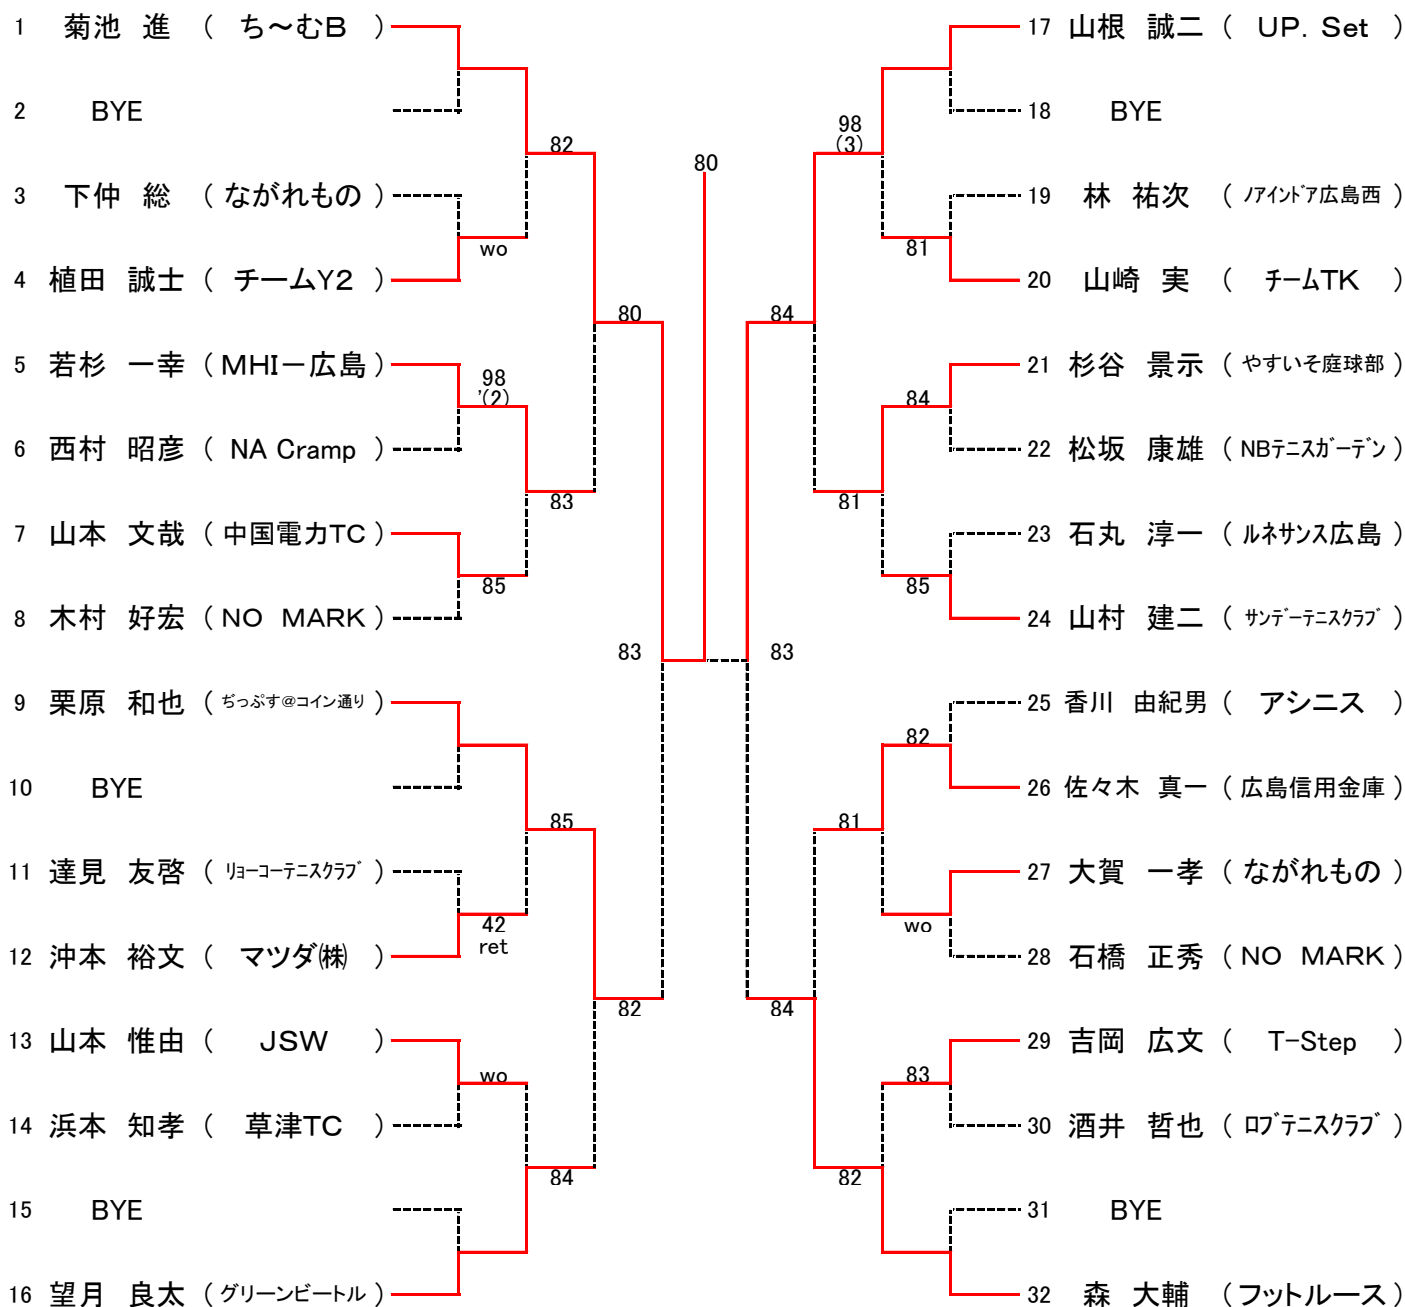 1 菊池 進 ( ち～むB )
2 BYE
82
3 下仲 総 ( ながれもの )
wo
4 植田 誠士 ( チームY2 )
80
5 若杉 一幸 ( MHI－広島 )
98
'(2)
6 西村 昭彦 ( NA Cramp )
83
7 山本 文哉 ( 中国電力TC )
85
8 木村 好宏 ( NO MARK )
83
9 栗原 和也 ( ぢっぷす@コイン通り )
10 BYE
85
11 達見 友啓 ( ﾘｮｰｺｰﾃﾆｽｸﾗﾌﾞ )
42
ret
12 沖本 裕文 ( マツダ㈱ )
82
13 山本 惟由 ( JSW )
wo
14 浜本 知孝 ( 草津TC )
84
15 BYE
16 望月 良太 ( グリーンビートル )
80
17 山根 誠二 ( UP. Set )
18 BYE
98
(3)
19 林 祐次 ( ﾉｱｲﾝﾄﾞｱ広島西 )
81
20 山崎 実 ( ﾁｰﾑTK )
84
21 杉谷 景示 ( やすいそ庭球部 )
84
22 松坂 康雄 ( NBﾃﾆｽｶﾞｰﾃﾞﾝ )
81
23 石丸 淳一 ( ﾙﾈｻﾝｽ広島 )
85
24 山村 建二 ( ｻﾝﾃﾞｰﾃﾆｽｸﾗﾌﾞ )
83
25 香川 由紀男 ( アシニス )
82
26 佐々木 真一 ( 広島信用金庫 )
81
27 大賀 一孝 ( ながれもの )
wo
28 石橋 正秀 ( NO MARK )
84
29 吉岡 広文 ( T-Step )
83
30 酒井 哲也 ( ﾛﾌﾞﾃﾆｽｸﾗﾌﾞ )
82
31 BYE
32 森 大輔 ( フットルース )